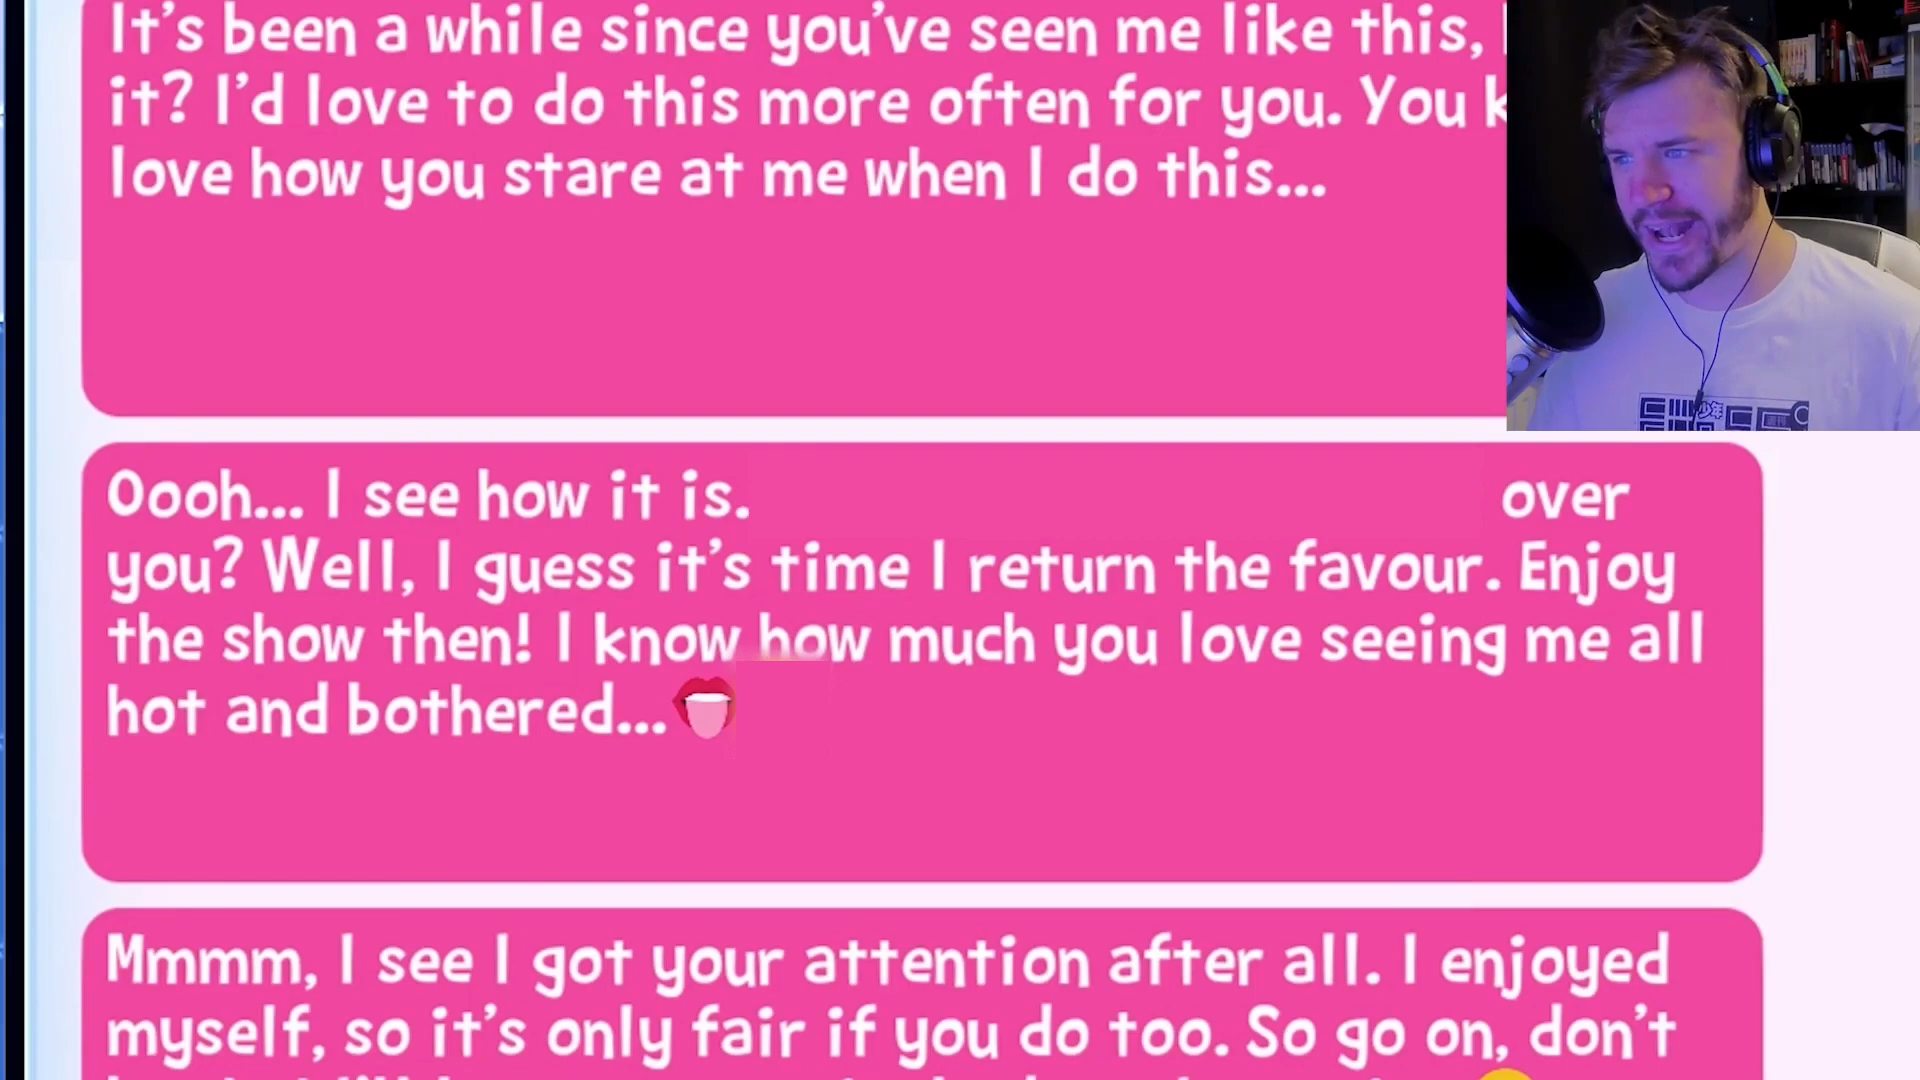 It's been a while since you've seen me like this,
it? I'd love to do this more often for you. You
love how you stare at me when I do this...
Oooh... I see how it is. over
you? Well, I guess it's time I return the favour. Enjoy
the show then! I know how much you love seeing me all
hot and bothered...
Mmmm, I see I got your attention after all. I enjoyed
myself, so it's only fair if you do too. So go on, don't